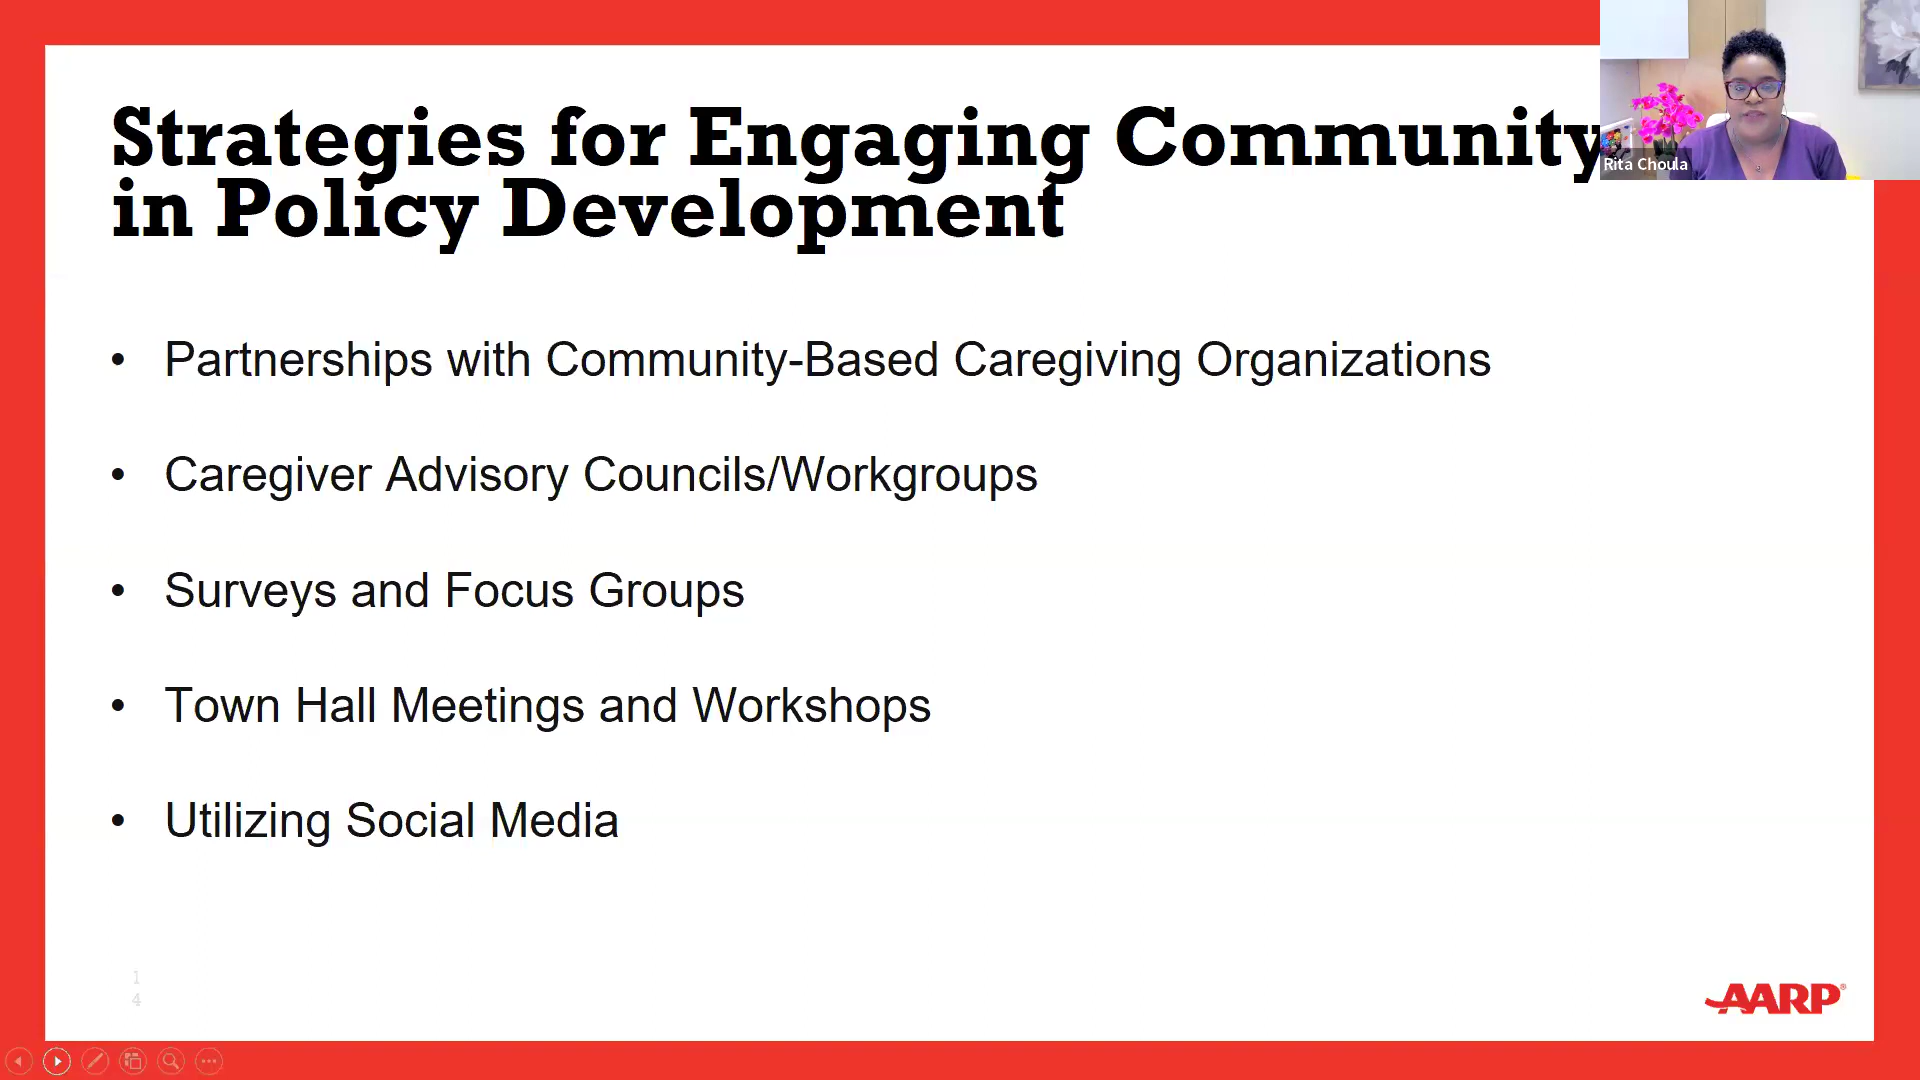 Strategies for Engaging Community
in Policy Development
Rita Choula
• Partnerships with Community-Based Caregiving Organizations
• Caregiver Advisory Councils/Workgroups
• Surveys and Focus Groups
• Town Hall Meetings and Workshops
• Utilizing Social Media
1
4
AARP®